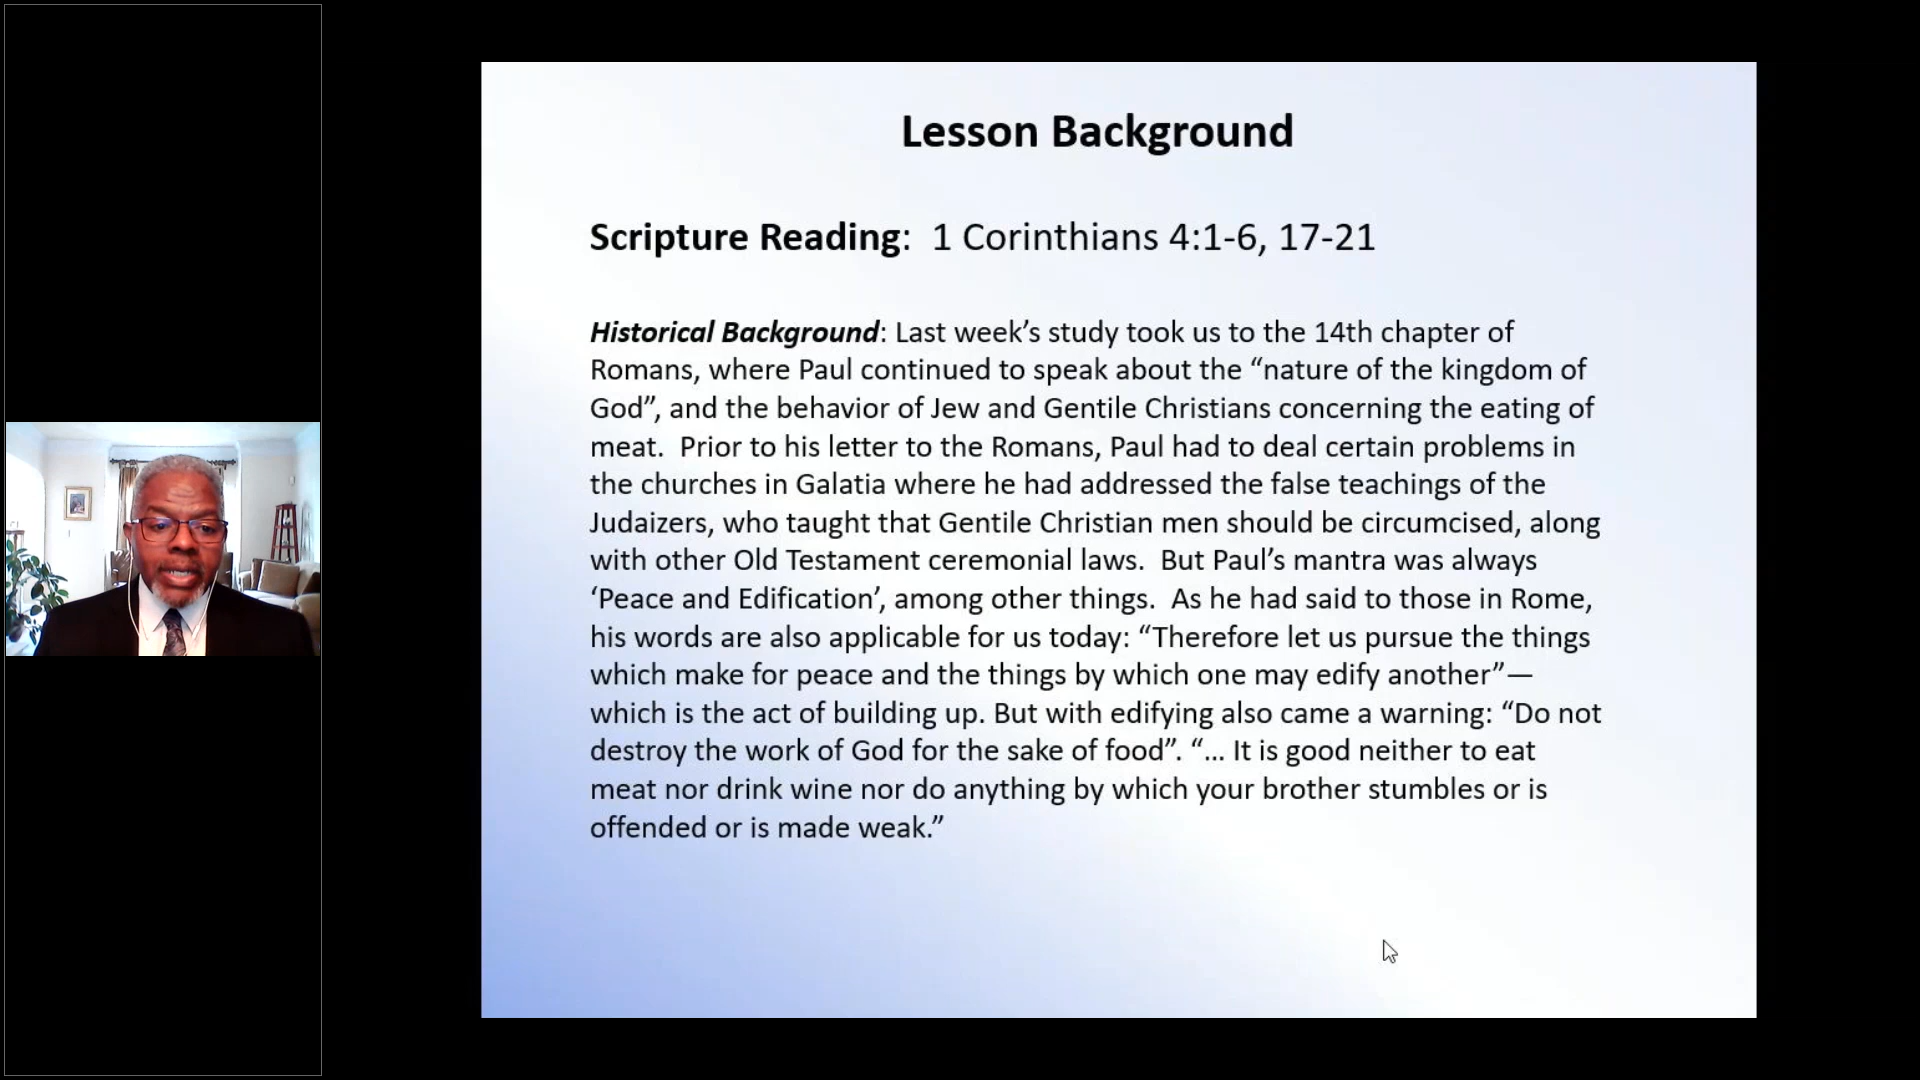 Lesson Background
Scripture Reading:  1 Corinthians 4:1-6, 17-21
Historical Background: Last week’s study took us to the 14th chapter of
Romans, where Paul continued to speak about the “nature of the kingdom of
God”, and the behavior of Jew and Gentile Christians concerning the eating of
meat.  Prior to his letter to the Romans, Paul had to deal certain problems in
the churches in Galatia where he had addressed the false teachings of the
Judaizers, who taught that Gentile Christian men should be circumcised, along
with other Old Testament ceremonial laws.  But Paul’s mantra was always
‘Peace and Edification’, among other things.  As he had said to those in Rome,
his words are also applicable for us today: “Therefore let us pursue the things
which make for peace and the things by which one may edify another”—
which is the act of building up. But with edifying also came a warning: “Do not
destroy the work of God for the sake of food”. “… It is good neither to eat
meat nor drink wine nor do anything by which your brother stumbles or is
offended or is made weak.”